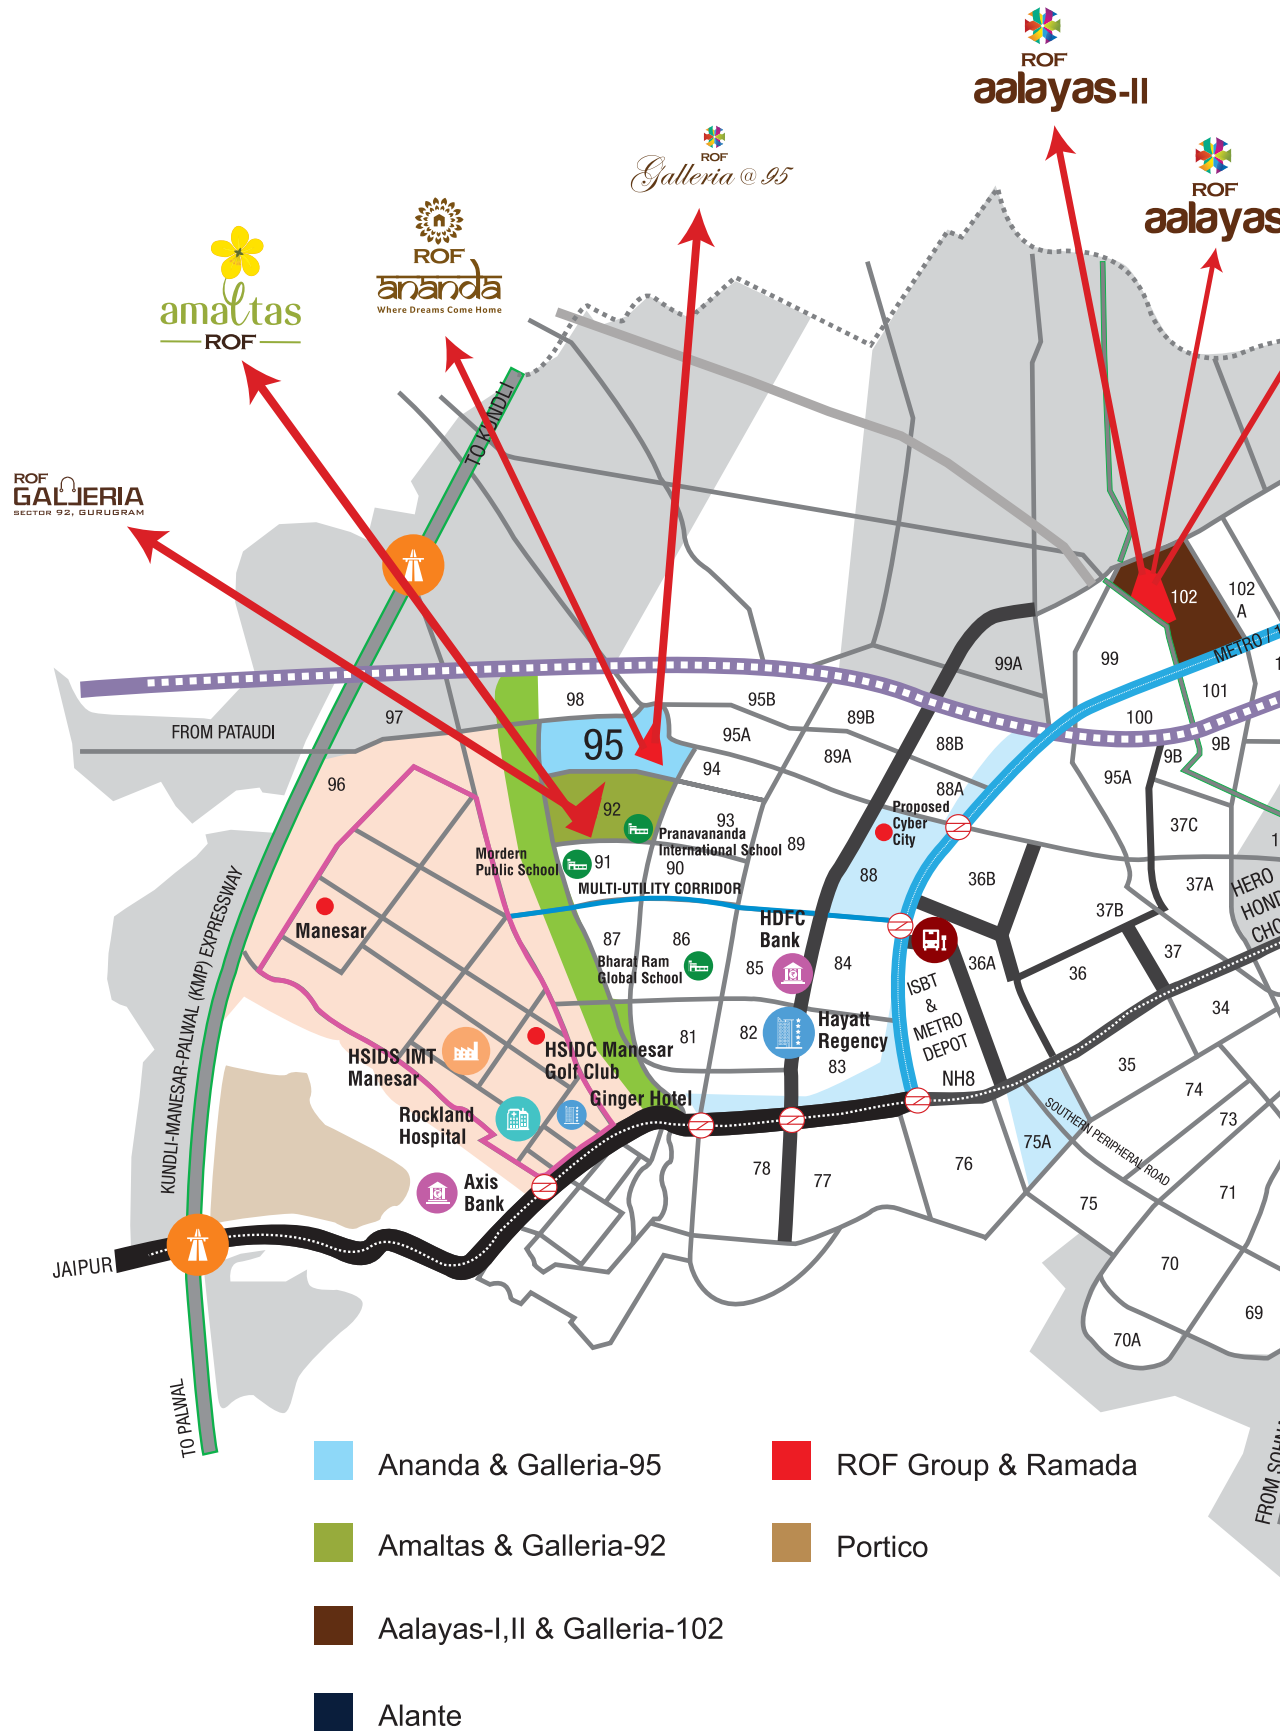 ROF
aalayas-II
ROF
Galleria @ 95
ROF
aalayas
ROF
ananda
Where Dreams Come Home
amaltas
ROF
ROF
GALLERIA
SECTOR 92, GURUGRAM
TO KUNDLI
102
102
A
METRO / 1
99A
99
101
100
98
95B
97
89B
FROM PATAUDI
95
95A
88B
9B
9B
89A
94
95A
96
88A
92
93
Proposed
Cyber
City
37C
Pranavananda
International School
89
Mordern
Public School
91
90
88
36B
37A
HERO
HOND
CHO
MULTI-UTILITY CORRIDOR
37B
Manesar
HDFC
Bank
87
86
Bharat Ram
Global School
85
84
36A
36
37
ISBT
&
METRO
DEPOT
34
KUNDLI-MANESAR-PALWAL (KMP) EXPRESSWAY
81
82
Hayatt
Regency
HSIDS IMT
Manesar
HSIDC Manesar
Golf Club
83
35
NH8
74
Ginger Hotel
Rockland
Hospital
SOUTHERN PERIPHERAL ROAD
73
75A
78
77
76
Axis
Bank
71
75
JAIPUR
70
69
70A
TO PALWAL
FROM SOHNA
Ananda & Galleria-95
ROF Group & Ramada
Amaltas & Galleria-92
Portico
Aalayas-I,II & Galleria-102
Alante